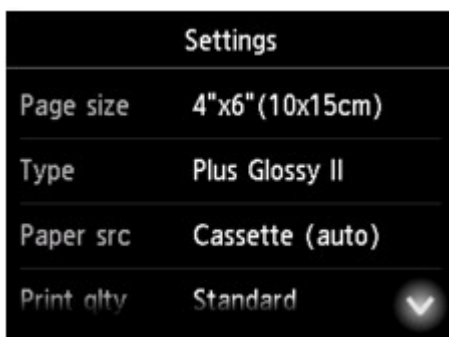 Settings
Page size 4"x6"(10x15cm)
Type Plus Glossy II
Paper src Cassette (auto)
Print qlty Standard